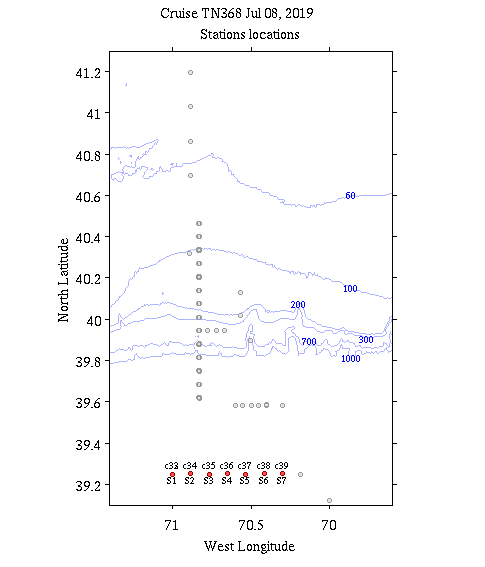 Cruise TN368 Jul 08, 2019
Stations locations
41.2
41
40.8
40.6
40.4
40.2
40
39.8
39.6
39.4
39.2
North Latitude
60
100
200
300
700
1000
c33 c34 c35 c36 c37 c38 c39
S1 S2 S3 S4 S5 S6 S7
71 70.5 70
West Longitude